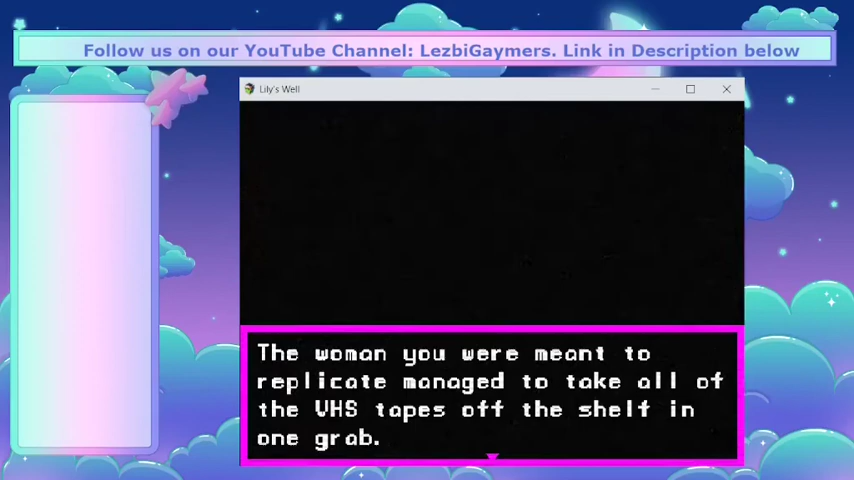 Follow us on our YouTube Channel: LezbiGaymers. Link in Description below
Lily's Well
The woman you were meant to
replicate managed to take all of
the VHS tapes off the shelf in
one grab.